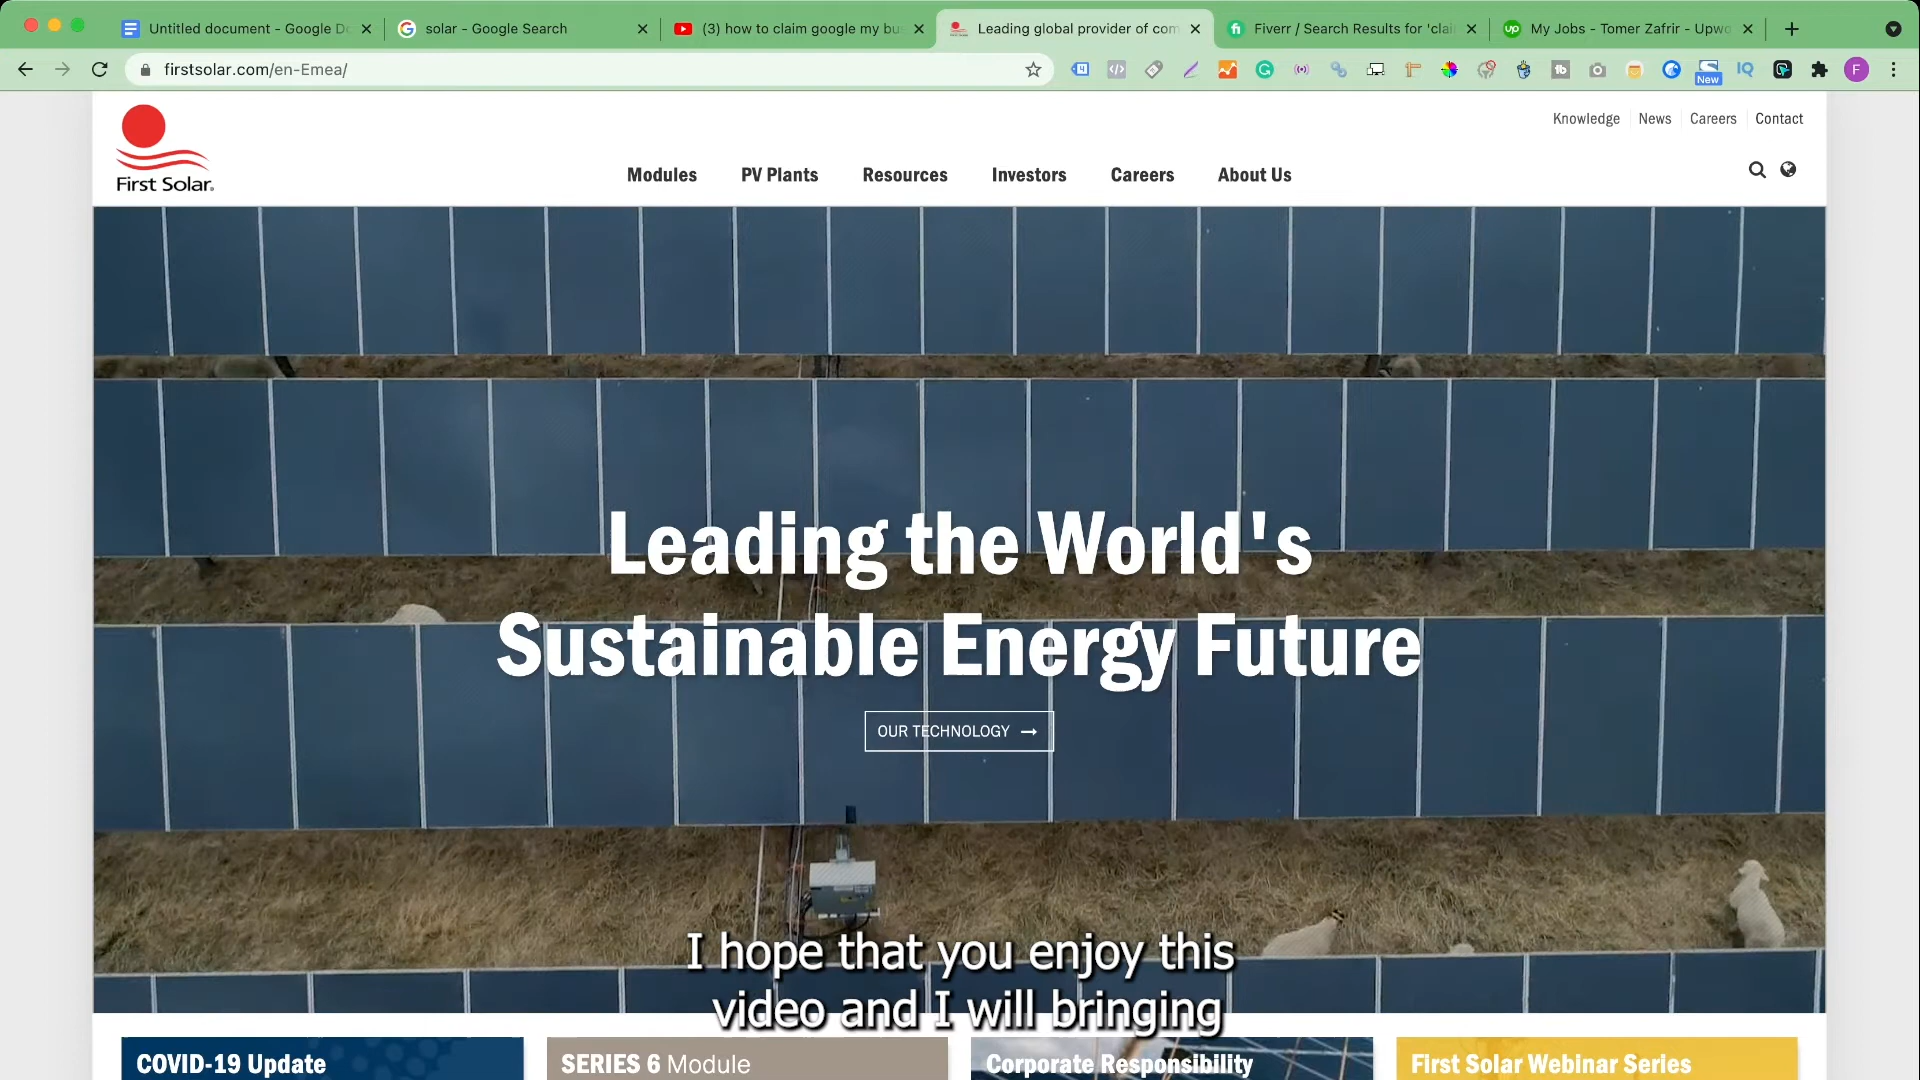 Untitled document - Google Do
solar - Google Search
(3) how to claim google my bus
Leading global provider of com
Fiverr / Search Results for 'clai
My Jobs - Tomer Zafrir - Upwo
firstsolar.com/en-Emea/
New
F
First Solar.
Knowledge
News
Careers
Contact
Modules
PV Plants
Resources
Investors
Careers
About Us
Leading the World's
Sustainable Energy Future
OUR TECHNOLOGY →
I hope that you enjoy this
video and I will bringing
COVID-19 Update
SERIES 6 Module
Corporate Responsibility
First Solar Webinar Series